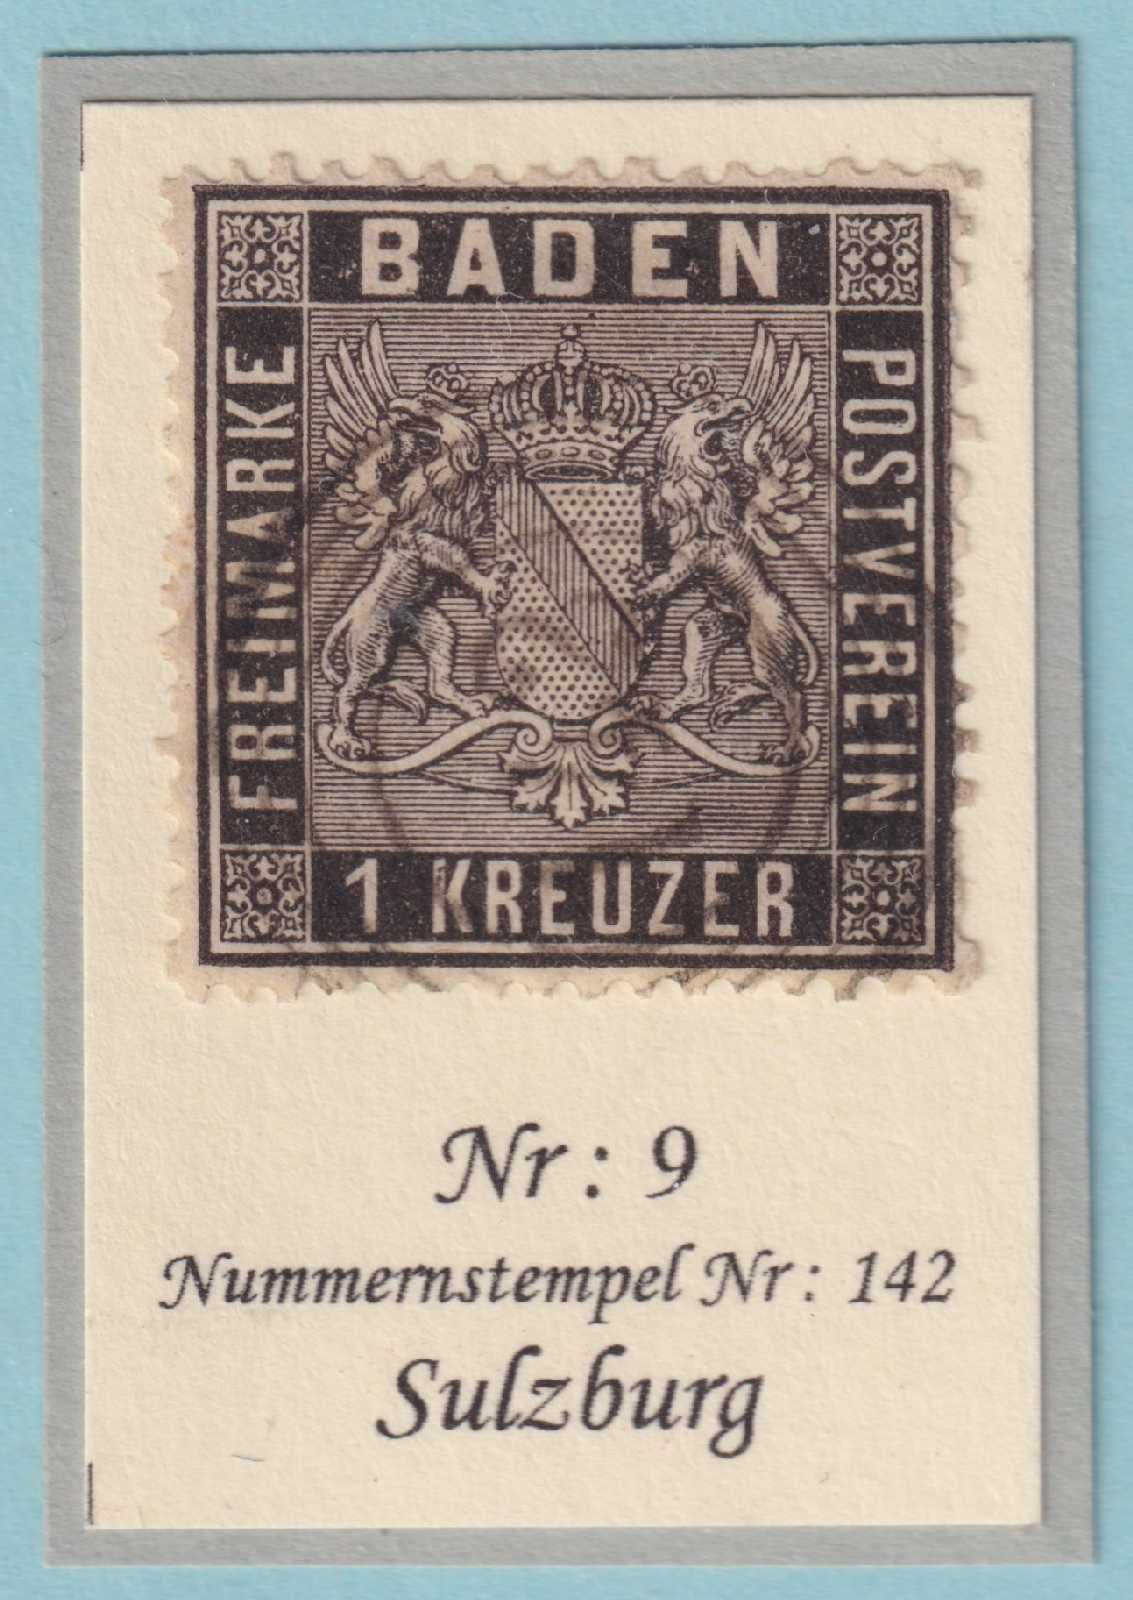 BADEN
FREIMARKE
POSTVEREIN
1 KREUZER
Nr: 9
Nummernstempel Nr: 142
Sulzburg